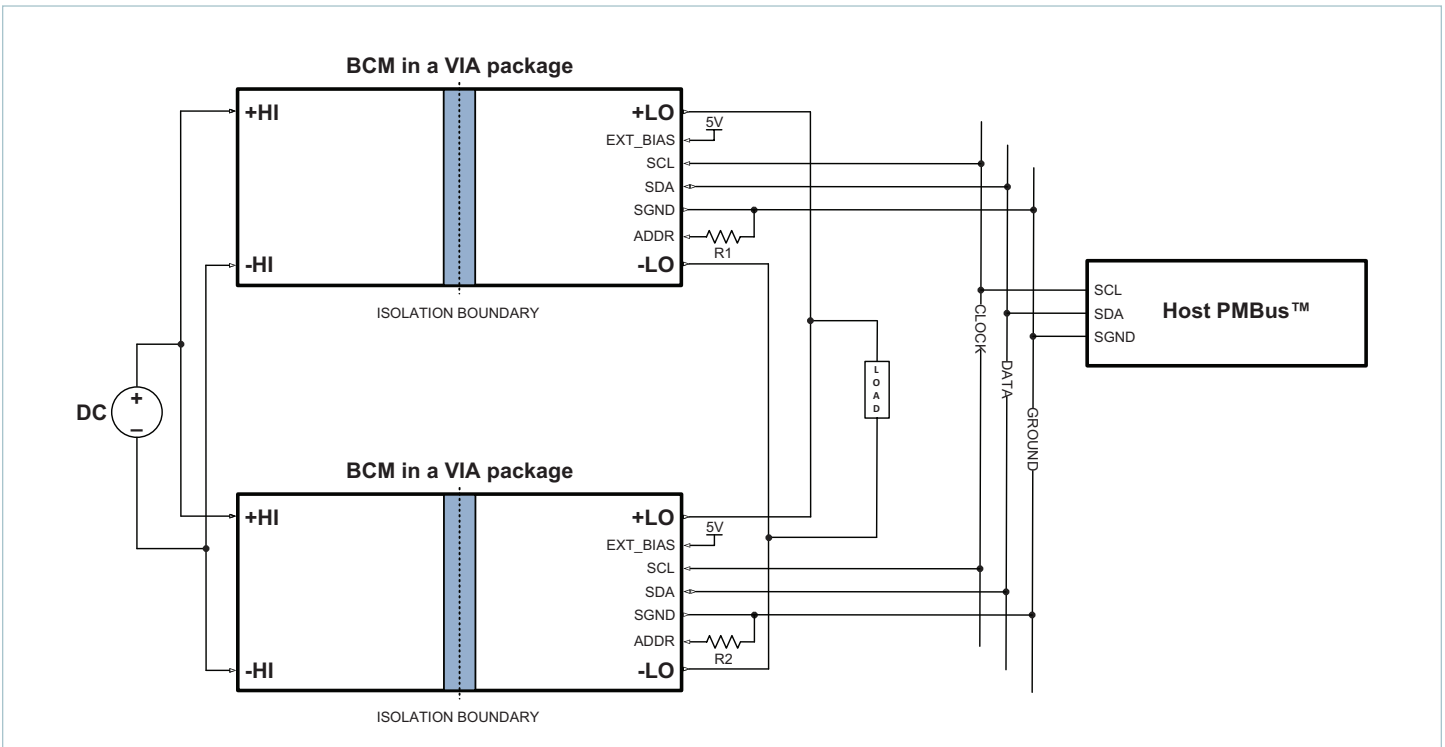 BCM in a VIA package
+HI
-HI
+LO
5V
EXT_BIAS
SCL
SDA
SGND
ADDR
R1
-LO
ISOLATION BOUNDARY
DC
+
–
L
O
A
D
CLOCK
DATA
GROUND
SCL
SDA
SGND
Host PMBus™
BCM in a VIA package
+HI
-HI
+LO
5V
EXT_BIAS
SCL
SDA
SGND
ADDR
R2
-LO
ISOLATION BOUNDARY